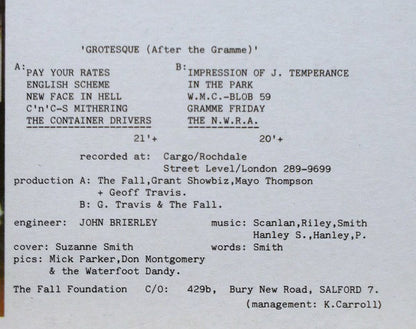 'GROTESQUE (After the Gramme)'
A: PAY YOUR RATES
ENGLISH SCHEME
NEW FACE IN HELL
C'n'C-S MITHERING
THE CONTAINER DRIVERS
21'+
B: IMPRESSION OF J. TEMPERANCE
IN THE PARK
W.M.C.-BLOB 59
GRAMME FRIDAY
THE N.W.R.A.
20'+
recorded at: Cargo/Rochdale
Street Level/London 289-9699
production A: The Fall,Grant Showbiz,Mayo Thompson
+ Geoff Travis.
B: G. Travis & The Fall.
engineer: JOHN BRIERLEY
music: Scanlan,Riley,Smith
Hanley S.,Hanley,P.
cover: Suzanne Smith
words: Smith
pics: Mick Parker,Don Montgomery
& the Waterfoot Dandy.
The Fall Foundation C/O: 429b, Bury New Road, SALFORD 7.
(management: K.Carroll)